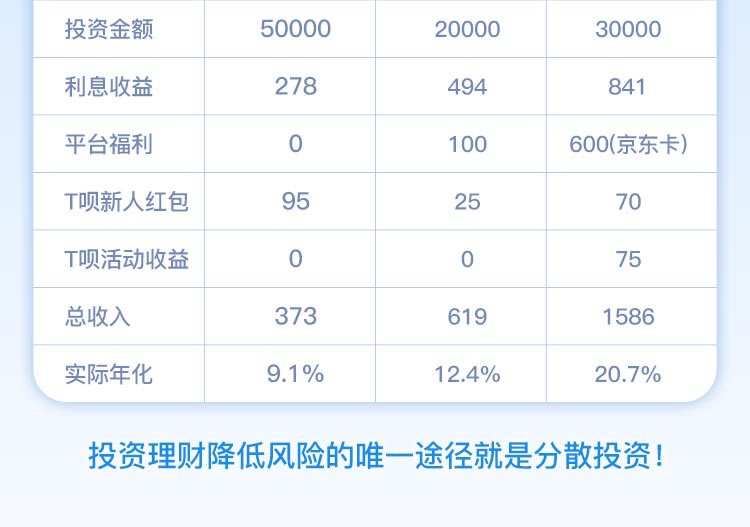 投资金额 50000 20000 30000
利息收益 278 494 841
平台福利 0 100 600(京东卡)
T呗新人红包 95 25 70
T呗活动收益 0 0 75
总收入 373 619 1586
实际年化 9.1% 12.4% 20.7%
投资理财降低风险的唯一途径就是分散投资！